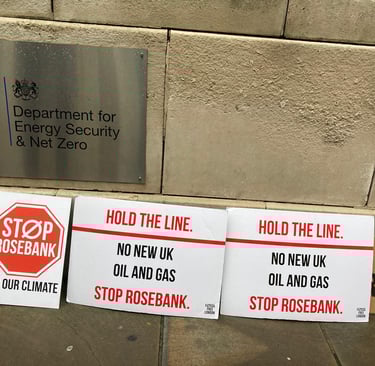 Department for
Energy Security
& Net Zero
STOP
ROSEBANK
OUR CLIMATE
HOLD THE LINE.
NO NEW UK
OIL AND GAS
STOP ROSEBANK.
HOLD THE LINE.
NO NEW UK
OIL AND GAS
STOP ROSEBANK.